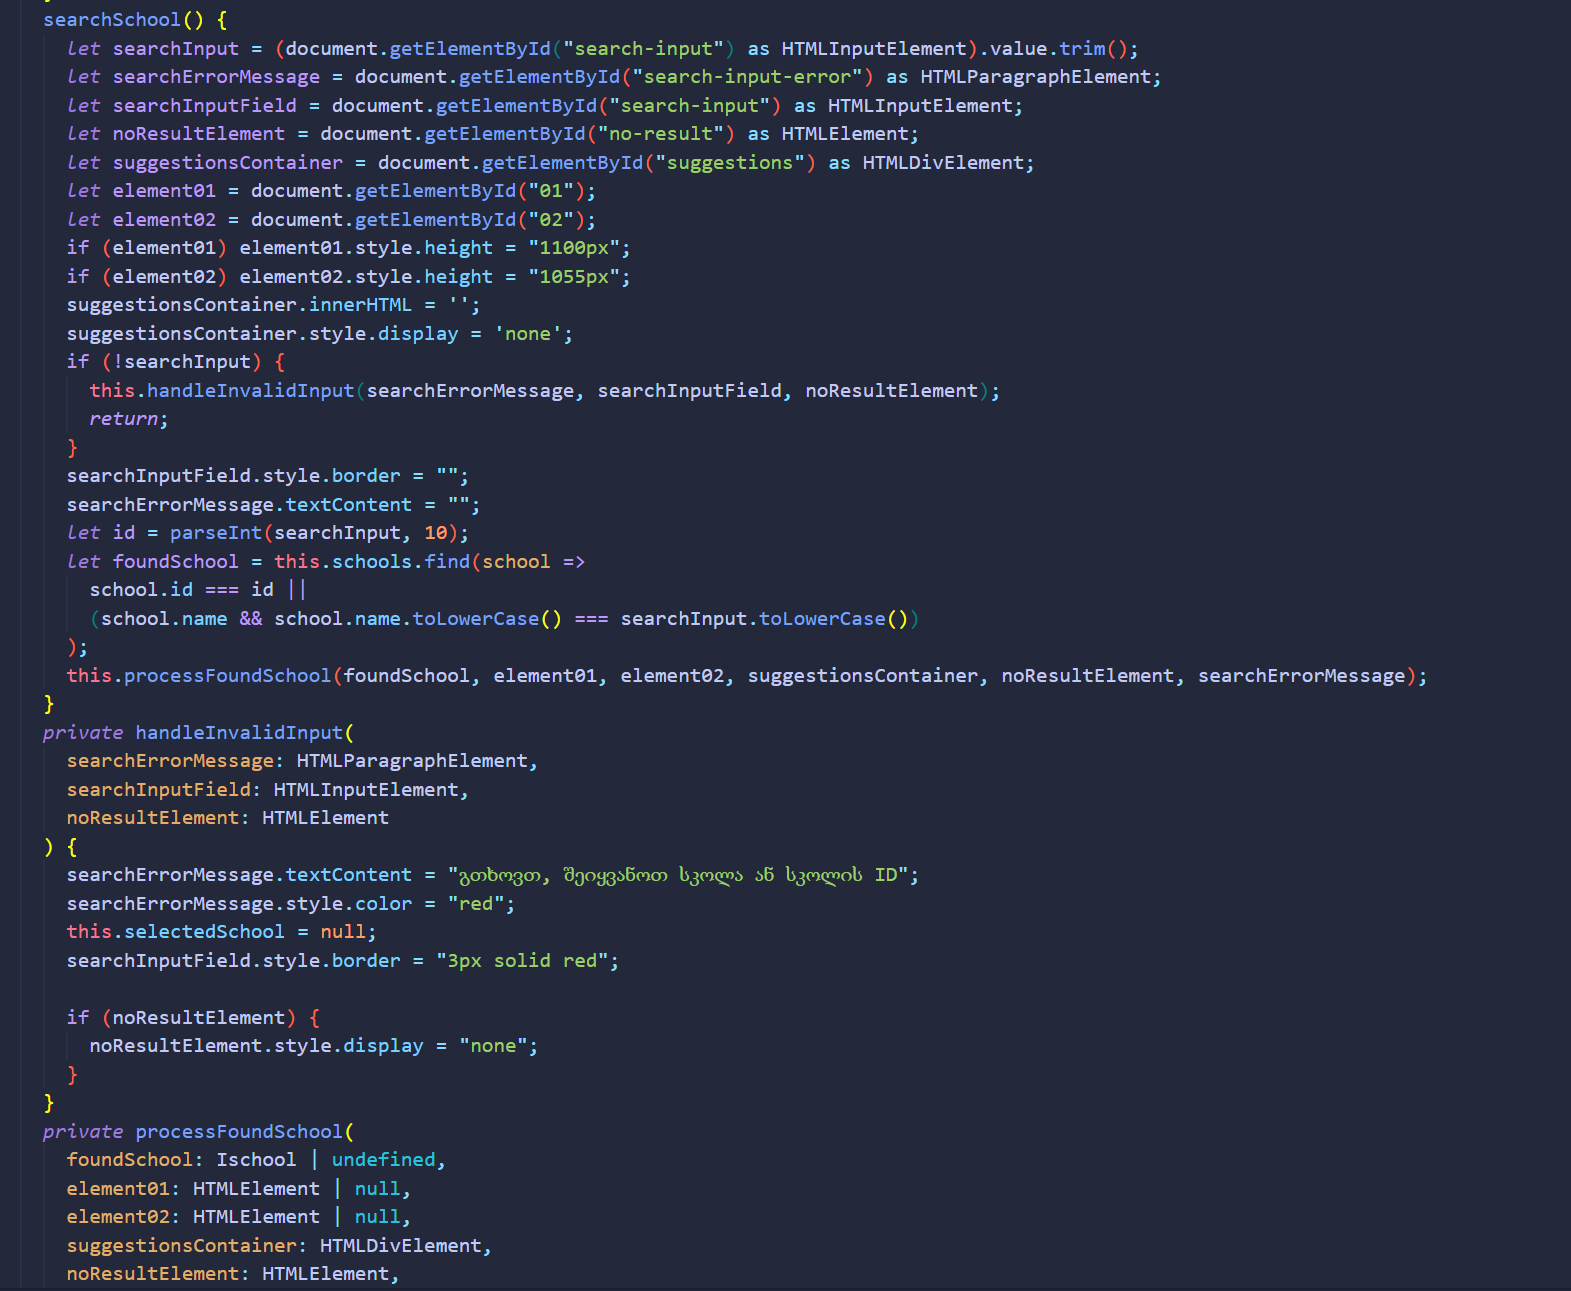 searchSchool() {
let searchInput = (document.getElementById("search-input") as HTMLInputElement).value.trim();
let searchErrorMessage = document.getElementById("search-input-error") as HTMLParagraphElement;
let searchInputField = document.getElementById("search-input") as HTMLInputElement;
let noResultElement = document.getElementById("no-result") as HTMLElement;
let suggestionsContainer = document.getElementById("suggestions") as HTMLDivElement;
let element01 = document.getElementById("01");
let element02 = document.getElementById("02");
if (element01) element01.style.height = "1100px";
if (element02) element02.style.height = "1055px";
suggestionsContainer.innerHTML = '';
suggestionsContainer.style.display = 'none';
if (!searchInput) {
this.handleInvalidInput(searchErrorMessage, searchInputField, noResultElement);
return;
}
searchInputField.style.border = "";
searchErrorMessage.textContent = "";
let id = parseInt(searchInput, 10);
let foundSchool = this.schools.find(school =>
school.id === id ||
(school.name && school.name.toLowerCase() === searchInput.toLowerCase())
);
this.processFoundSchool(foundSchool, element01, element02, suggestionsContainer, noResultElement, searchErrorMessage);
}
private handleInvalidInput(
searchErrorMessage: HTMLParagraphElement,
searchInputField: HTMLInputElement,
noResultElement: HTMLElement
) {
searchErrorMessage.textContent = "გთხოვთ, შეიყვანოთ სკოლა ან სკოლის ID";
searchErrorMessage.style.color = "red";
this.selectedSchool = null;
searchInputField.style.border = "3px solid red";
if (noResultElement) {
noResultElement.style.display = "none";
}
}
private processFoundSchool(
foundSchool: Ischool | undefined,
element01: HTMLElement | null,
element02: HTMLElement | null,
suggestionsContainer: HTMLDivElement,
noResultElement: HTMLElement,